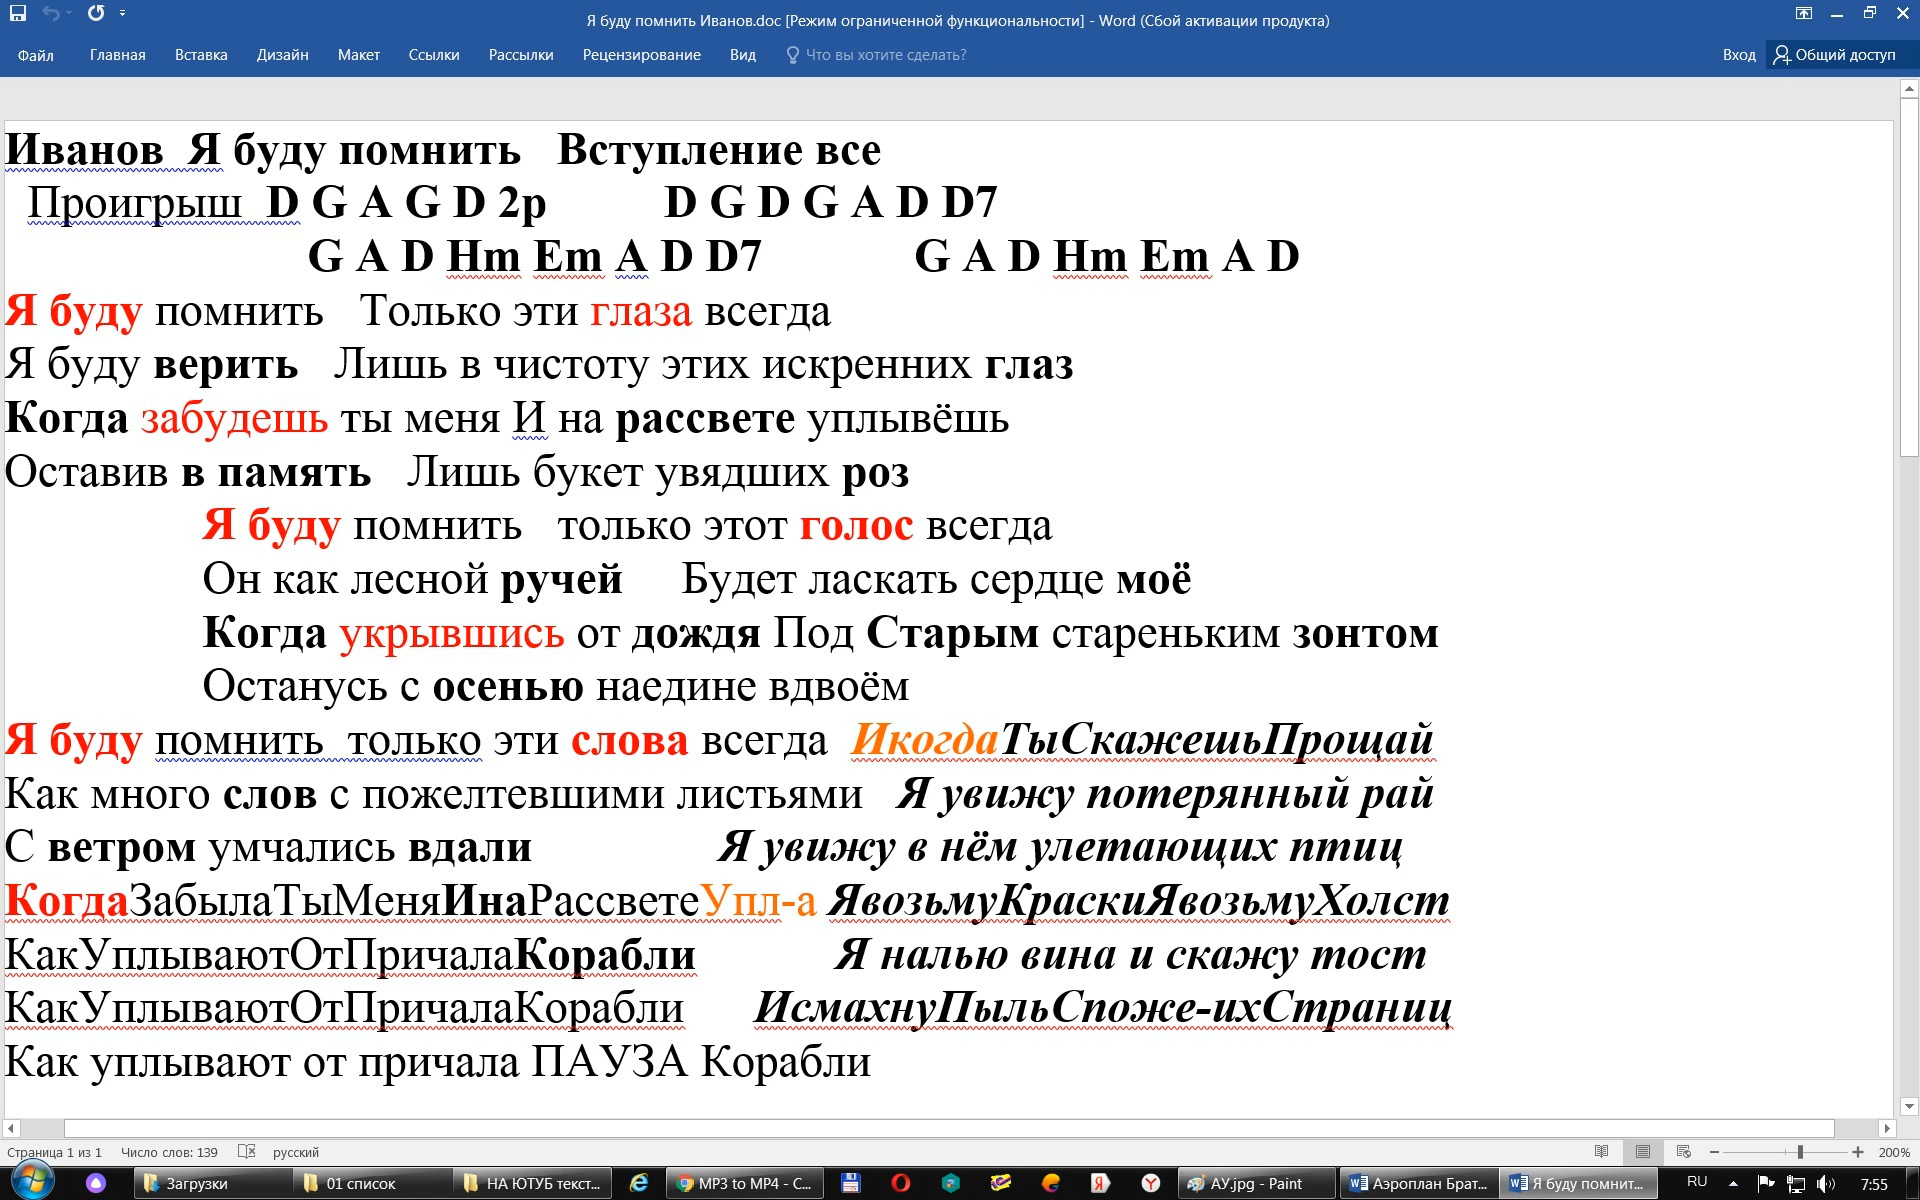 Я буду помнить Иванов.doc [Режим ограниченной функциональности] - Word (Сбой активации продукта)
Файл Главная Вставка Дизайн Макет Ссылки Рассылки Рецензирование Вид Что вы хотите сделать? Вход Общий доступ
Иванов Я буду помнить Вступление все
Проигрыш D G A G D 2р D G D G A D D7
G A D Hm Em A D D7 G A D Hm Em A D
Я буду помнить Только эти глаза всегда
Я буду верить Лишь в чистоту этих искренних глаз
Когда забудешь ты меня И на рассвете уплывёшь
Оставив в память Лишь букет увядших роз
Я буду помнить только этот голос всегда
Он как лесной ручей Будет ласкать сердце моё
Когда укрывшись от дождя Под Старым стареньким зонтом
Останусь с осенью наедине вдвоём
Я буду помнить только эти слова всегда ИкогдаТыСкажешьПрощай
Как много слов с пожелтевшими листьями Я увижу потерянный рай
С ветром умчались вдали Я увижу в нём улетающих птиц
КогдаЗабылаТыМеняИнаРассветеУпл-а ЯвозьмуКраскиЯвозьмуХолст
КакУплываютОтПричалаКорабли Я налью вина и скажу тост
КакУплываютОтПричалаКорабли ИсмахнуПыльСпоже-ихСтраниц
Как уплывают от причала ПАУЗА Корабли
Страница 1 из 1 Число слов: 139 русский 200%
Загрузки 01 список НА ЮТУБ текст... MP3 to MP4 - C... АУ.jpg - Paint Аэроплан Брат... Я буду помнит... RU 7:55